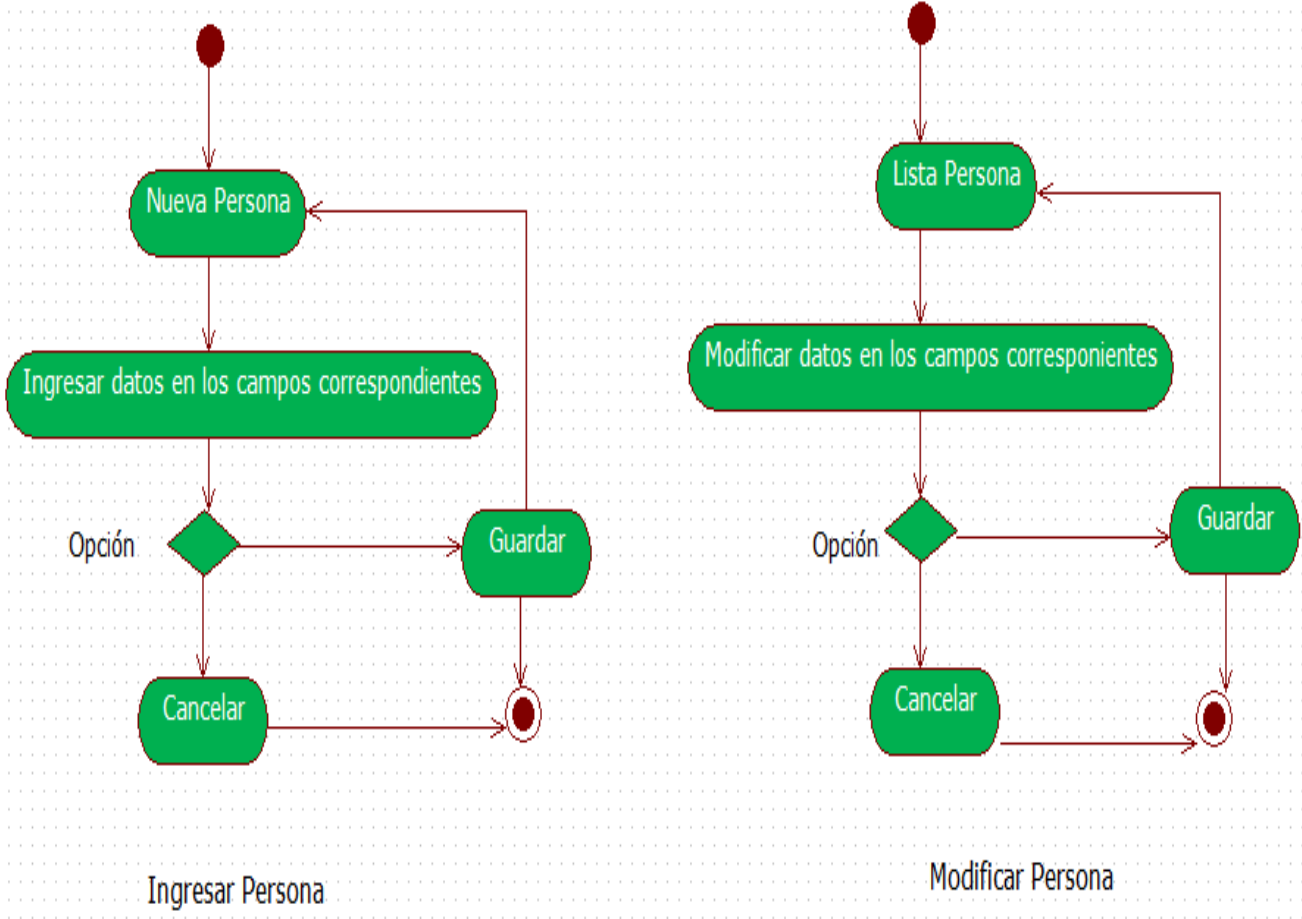 Nueva Persona
Ingresar datos en los campos correspondientes
Opción
Guardar
Cancelar
Ingresar Persona
Lista Persona
Modificar datos en los campos corresponientes
Opción
Guardar
Cancelar
Modificar Persona